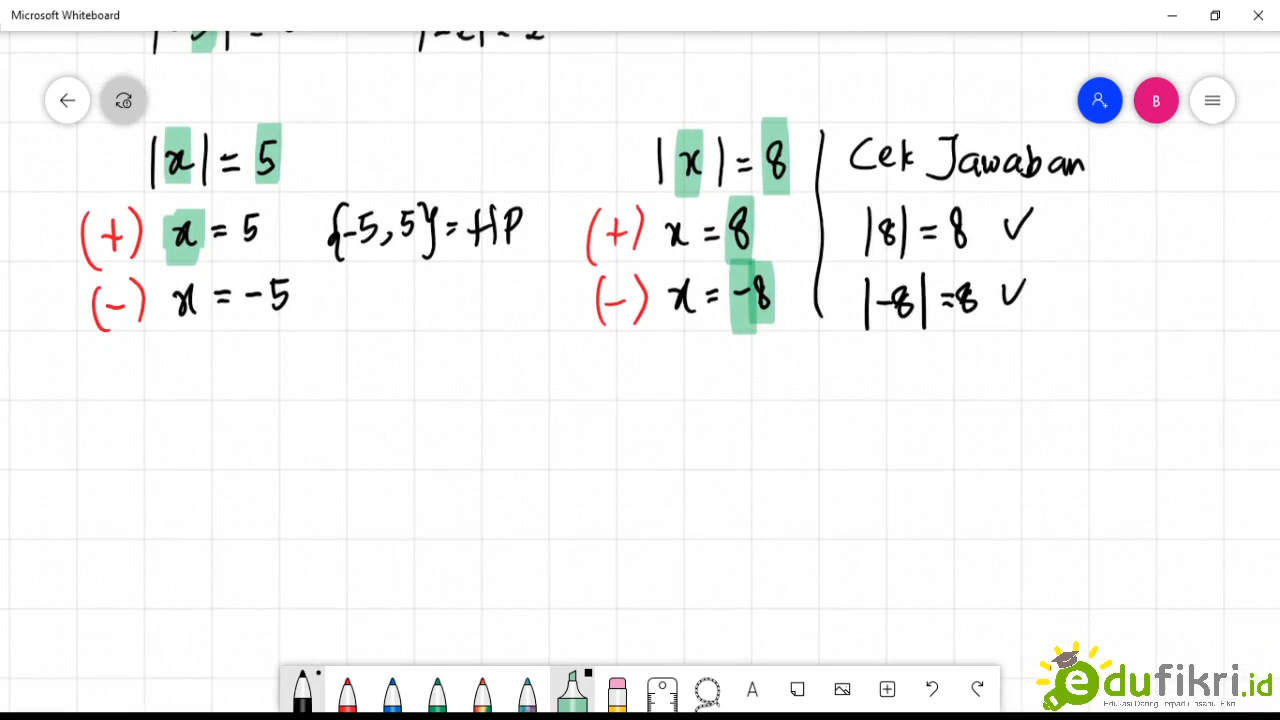 Microsoft Whiteboard
B
|x| = 5
(+) x = 5 {-5, 5} = HP
(-) x = -5
|x| = 8
(+) x = 8
(-) x = -8
Cek Jawaban
|8| = 8 ✓
|-8| = 8 ✓
A
edufikri.id